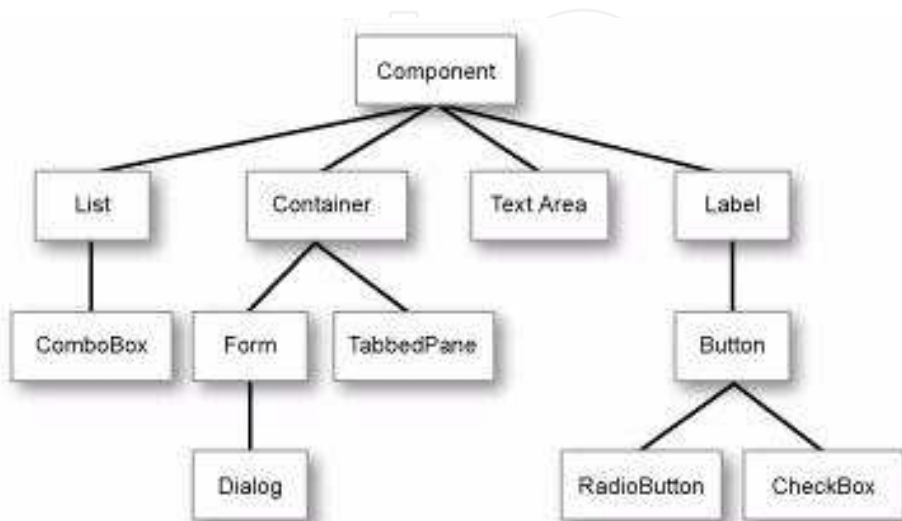 Component
List
Container
Text Area
Label
ComboBox
Form
TabbedPane
Button
Dialog
RadioButton
CheckBox